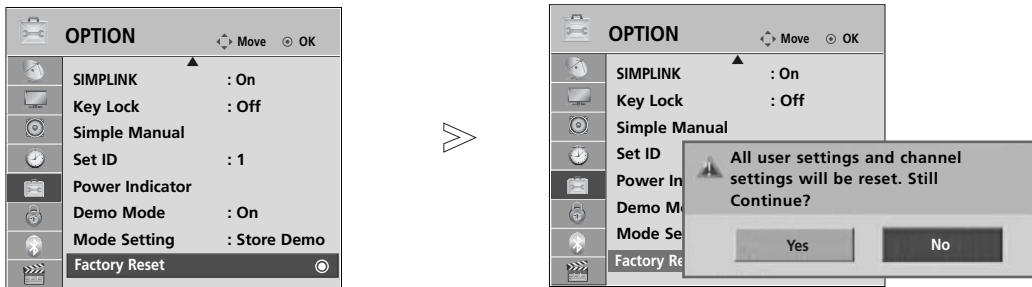 OPTION
Move OK
SIMPLINK : On
Key Lock : Off
Simple Manual
Set ID : 1
Power Indicator
Demo Mode : On
Mode Setting : Store Demo
Factory Reset
OPTION
Move OK
SIMPLINK : On
Key Lock : Off
Simple Manual
Set ID
Power In
Demo M
Mode Se
Factory Re
All user settings and channel
settings will be reset. Still
Continue?
Yes No